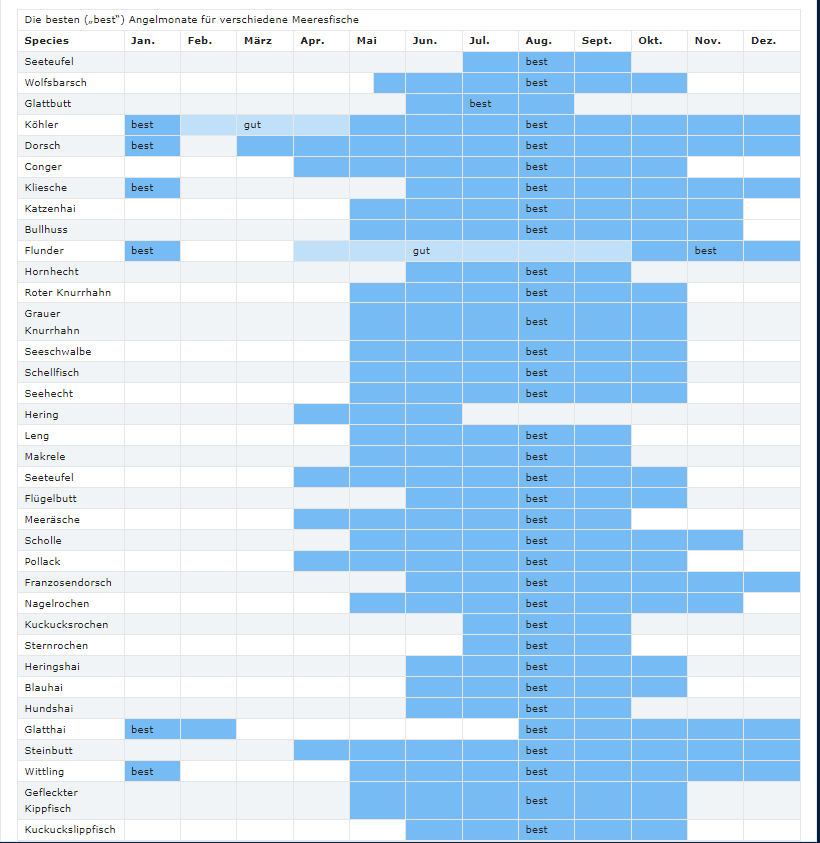 Die besten („best“) Angelmonate für verschiedene Meeresfische
Species Jan. Feb. März Apr. Mai Jun. Jul. Aug. Sept. Okt. Nov. Dez.
Seeteufel best
Wolfsbarsch best
Glattbutt best
Köhler best gut best
Dorsch best best
Conger best
Kliesche best best
Katzenhai best
Bullhuss best
Flunder best gut best
Hornhecht best
Roter Knurrhahn best
Grauer
Knurrhahn best
Seeschwalbe best
Schellfisch best
Seehecht best
Hering
Leng best
Makrele best
Seeteufel best
Flügelbutt best
Meeräsche best
Scholle best
Pollack best
Franzosendorsch best
Nagelrochen best
Kuckucksrochen best
Sternrochen best
Heringshai best
Blauhai best
Hundshai best
Glatthai best best
Steinbutt best
Wittling best best
Gefleckter
Kippfisch best
Kuckuckslippfisch best